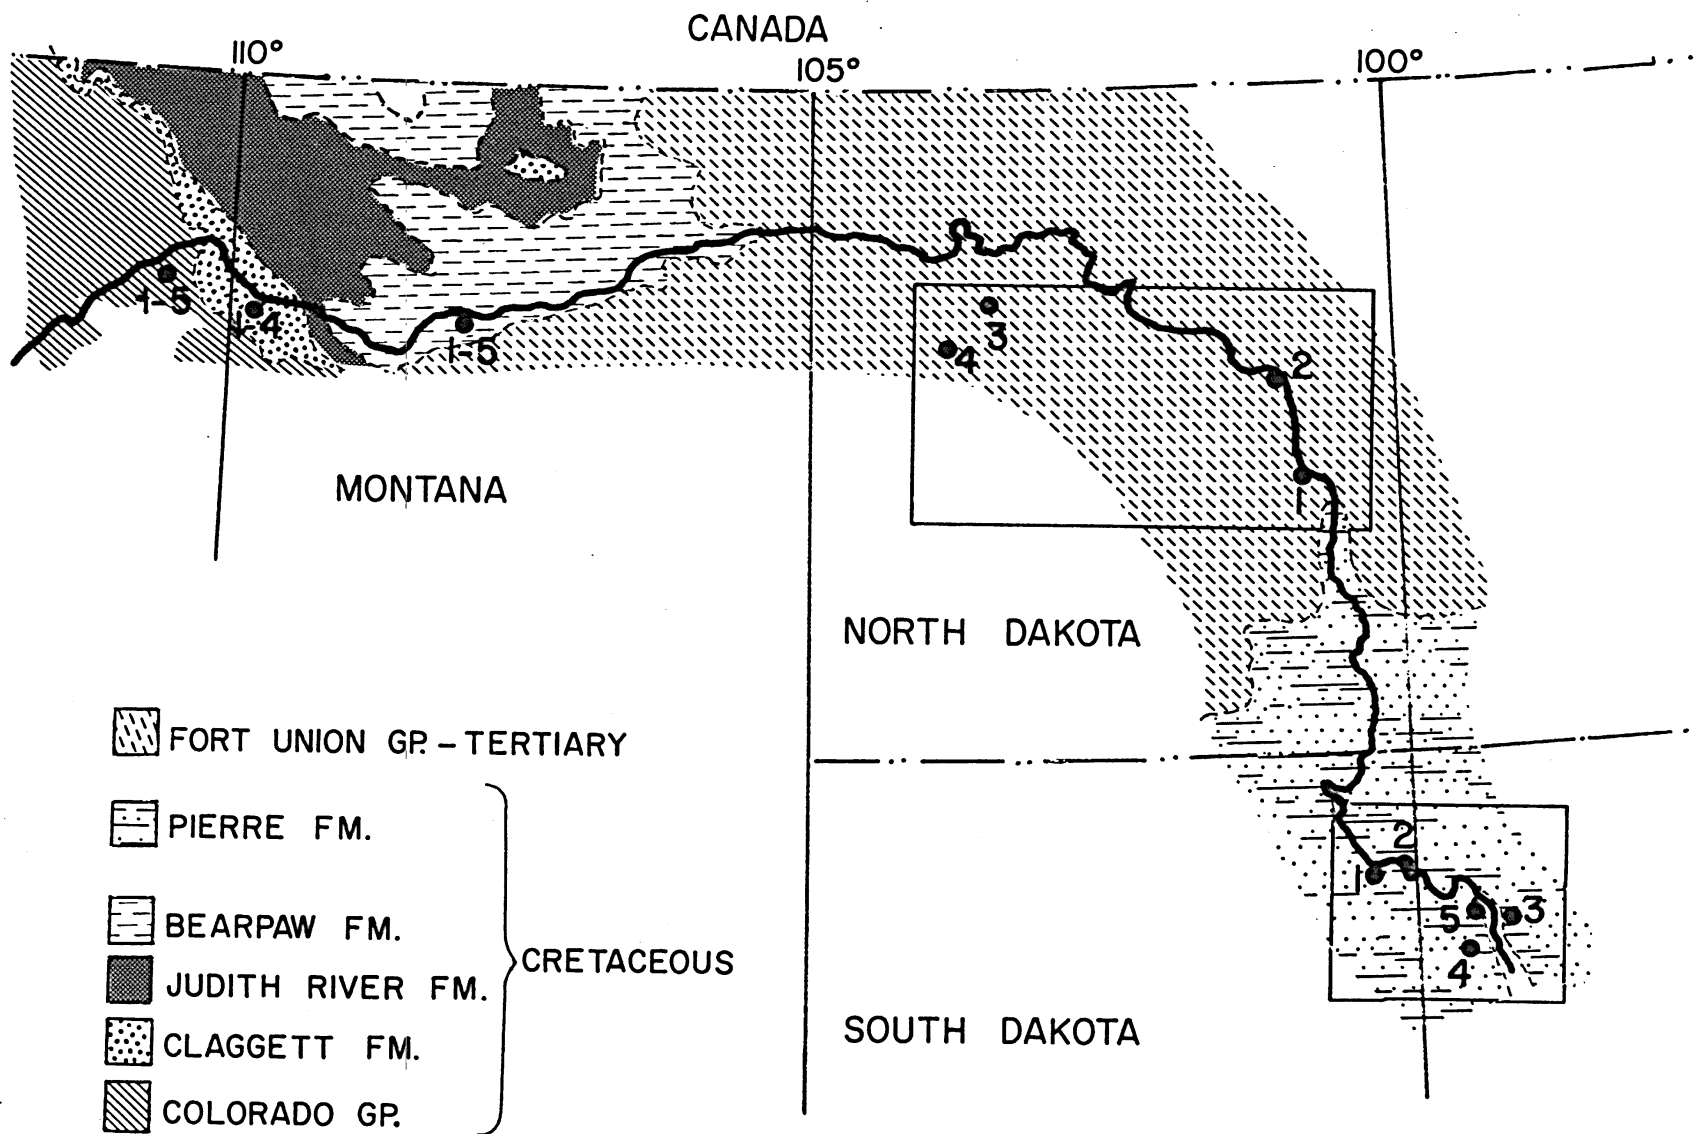 CANADA
110°
105°
100°
1-5
1-4
1-5
3
4
2
1
MONTANA
NORTH DAKOTA
FORT UNION GP. - TERTIARY
PIERRE FM.
2
1
5
3
4
BEARPAW FM.
CRETACEOUS
JUDITH RIVER FM.
SOUTH DAKOTA
CLAGGETT FM.
COLORADO GP.